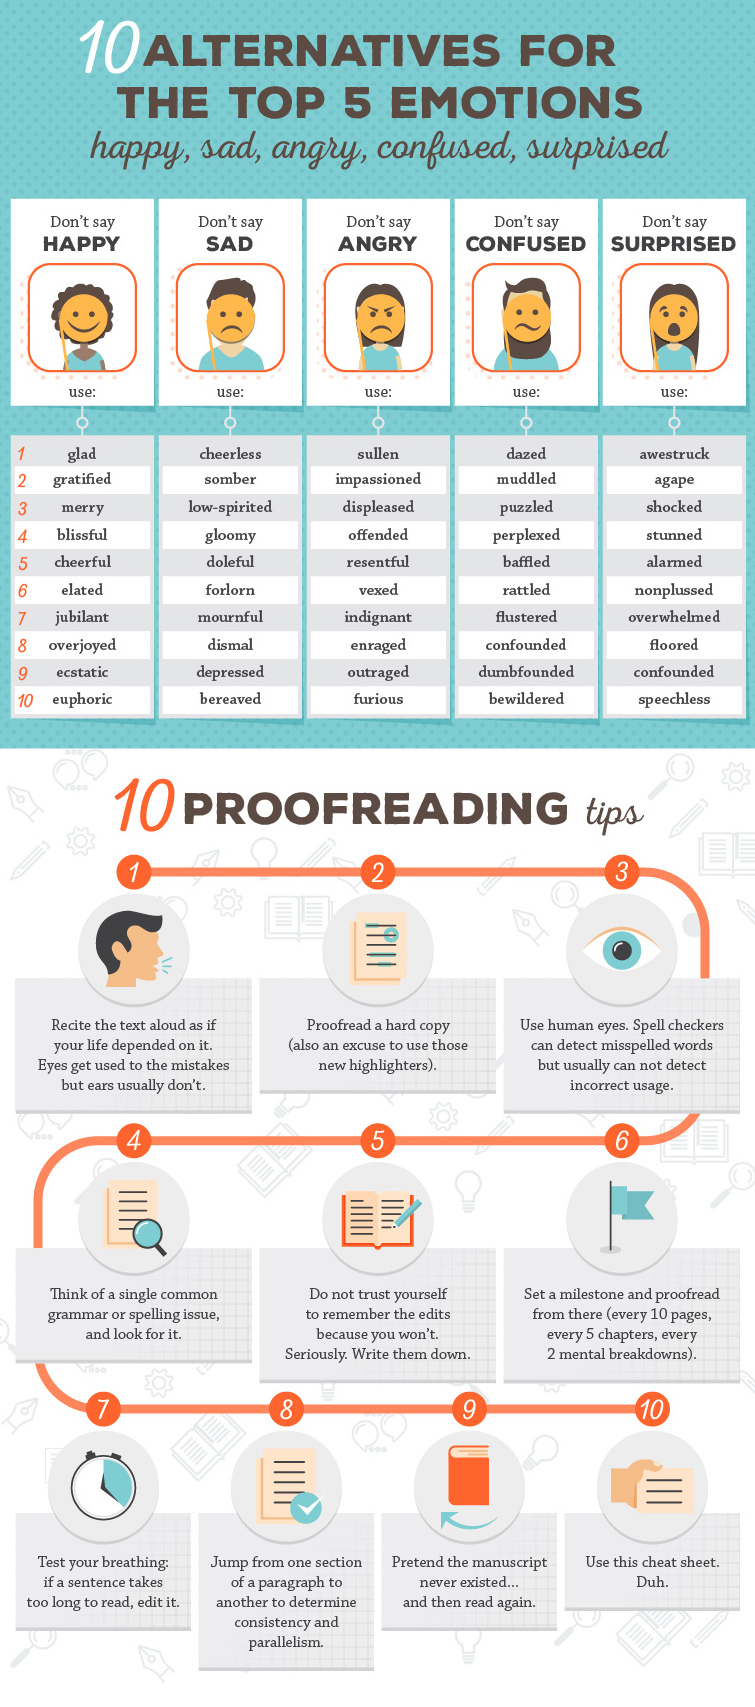 10 ALTERNATIVES FOR
THE TOP 5 EMOTIONS
happy, sad, angry, confused, surprised
Don't say
HAPPY
use:
Don't say
SAD
use:
Don't say
ANGRY
use:
Don't say
CONFUSED
use:
Don't say
SURPRISED
use:
1 glad cheerless sullen dazed awestruck
2 gratified somber impassioned muddled agape
3 merry low-spirited displeased puzzled shocked
4 blissful gloomy offended perplexed stunned
5 cheerful doleful resentful baffled alarmed
6 elated forlorn vexed rattled nonplussed
7 jubilant mournful indignant flustered overwhelmed
8 overjoyed dismal enraged confounded floored
9 ecstatic depressed outraged dumbfounded confounded
10 euphoric bereaved furious bewildered speechless
10 PROOFREADING tips
1
Recite the text aloud as if
your life depended on it.
Eyes get used to the mistakes
but ears usually don't.
2
Proofread a hard copy
(also an excuse to use those
new highlighters).
3
Use human eyes. Spell checkers
can detect misspelled words
but usually can not detect
incorrect usage.
4
Think of a single common
grammar or spelling issue,
and look for it.
5
Do not trust yourself
to remember the edits
because you won't.
Seriously. Write them down.
6
Set a milestone and proofread
from there (every 10 pages,
every 5 chapters, every
2 mental breakdowns).
7
Test your breathing:
if a sentence takes
too long to read, edit it.
8
Jump from one section
of a paragraph to
another to determine
consistency and
parallelism.
9
Pretend the manuscript
never existed...
and then read again.
10
Use this cheat sheet.
Duh.